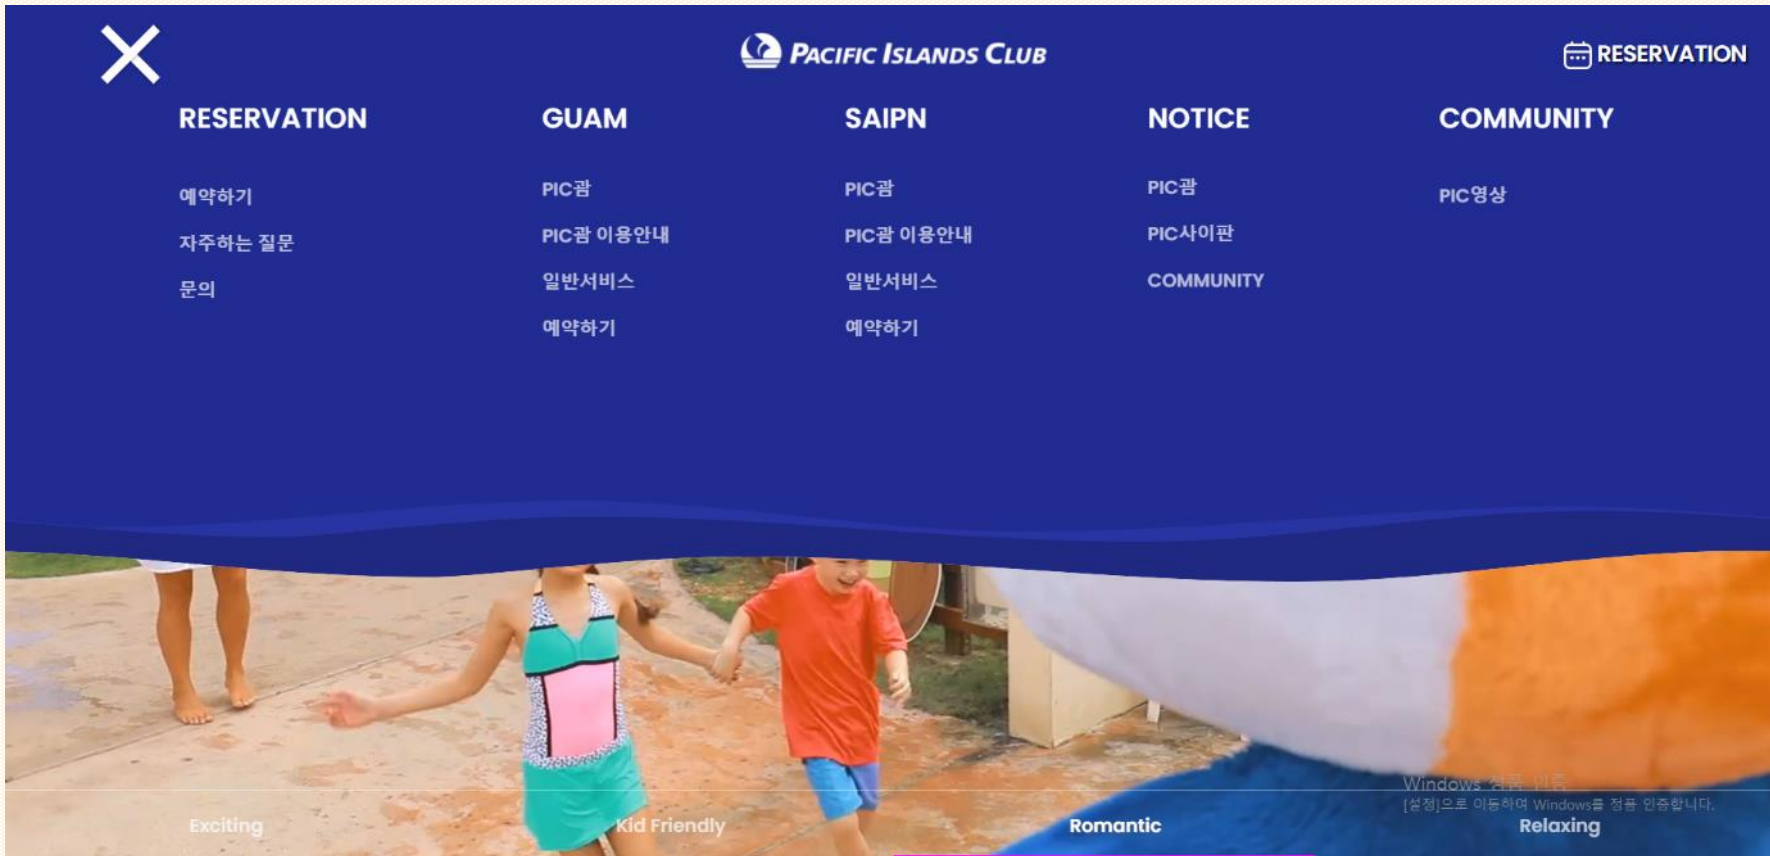 PACIFIC ISLANDS CLUB
RESERVATION
RESERVATION
예약하기
자주하는 질문
문의
GUAM
PIC괌
PIC괌 이용안내
일반서비스
예약하기
SAIPN
PIC괌
PIC괌 이용안내
일반서비스
예약하기
NOTICE
PIC괌
PIC사이판
COMMUNITY
COMMUNITY
PIC영상
Windows 정품 인증
[설정]으로 이동하여 Windows를 정품 인증합니다.
Exciting
Kid Friendly
Romantic
Relaxing